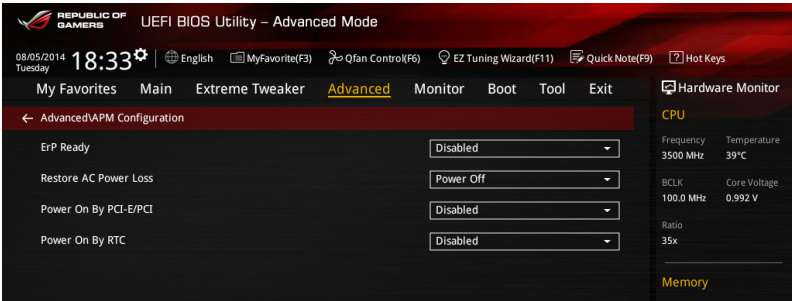 REPUBLIC OF
GAMERS
UEFI BIOS Utility – Advanced Mode
08/05/2014
Tuesday
18:33
English
MyFavorite(F3)
Qfan Control(F6)
EZ Tuning Wizard(F11)
Quick Note(F9)
? Hot Keys
My Favorites Main Extreme Tweaker Advanced Monitor Boot Tool Exit
Hardware Monitor
← Advanced\APM Configuration
ErP Ready Disabled
Restore AC Power Loss Power Off
Power On By PCI-E/PCI Disabled
Power On By RTC Disabled
CPU
Frequency Temperature
3500 MHz 39°C
BCLK Core Voltage
100.0 MHz 0.992 V
Ratio
35x
Memory